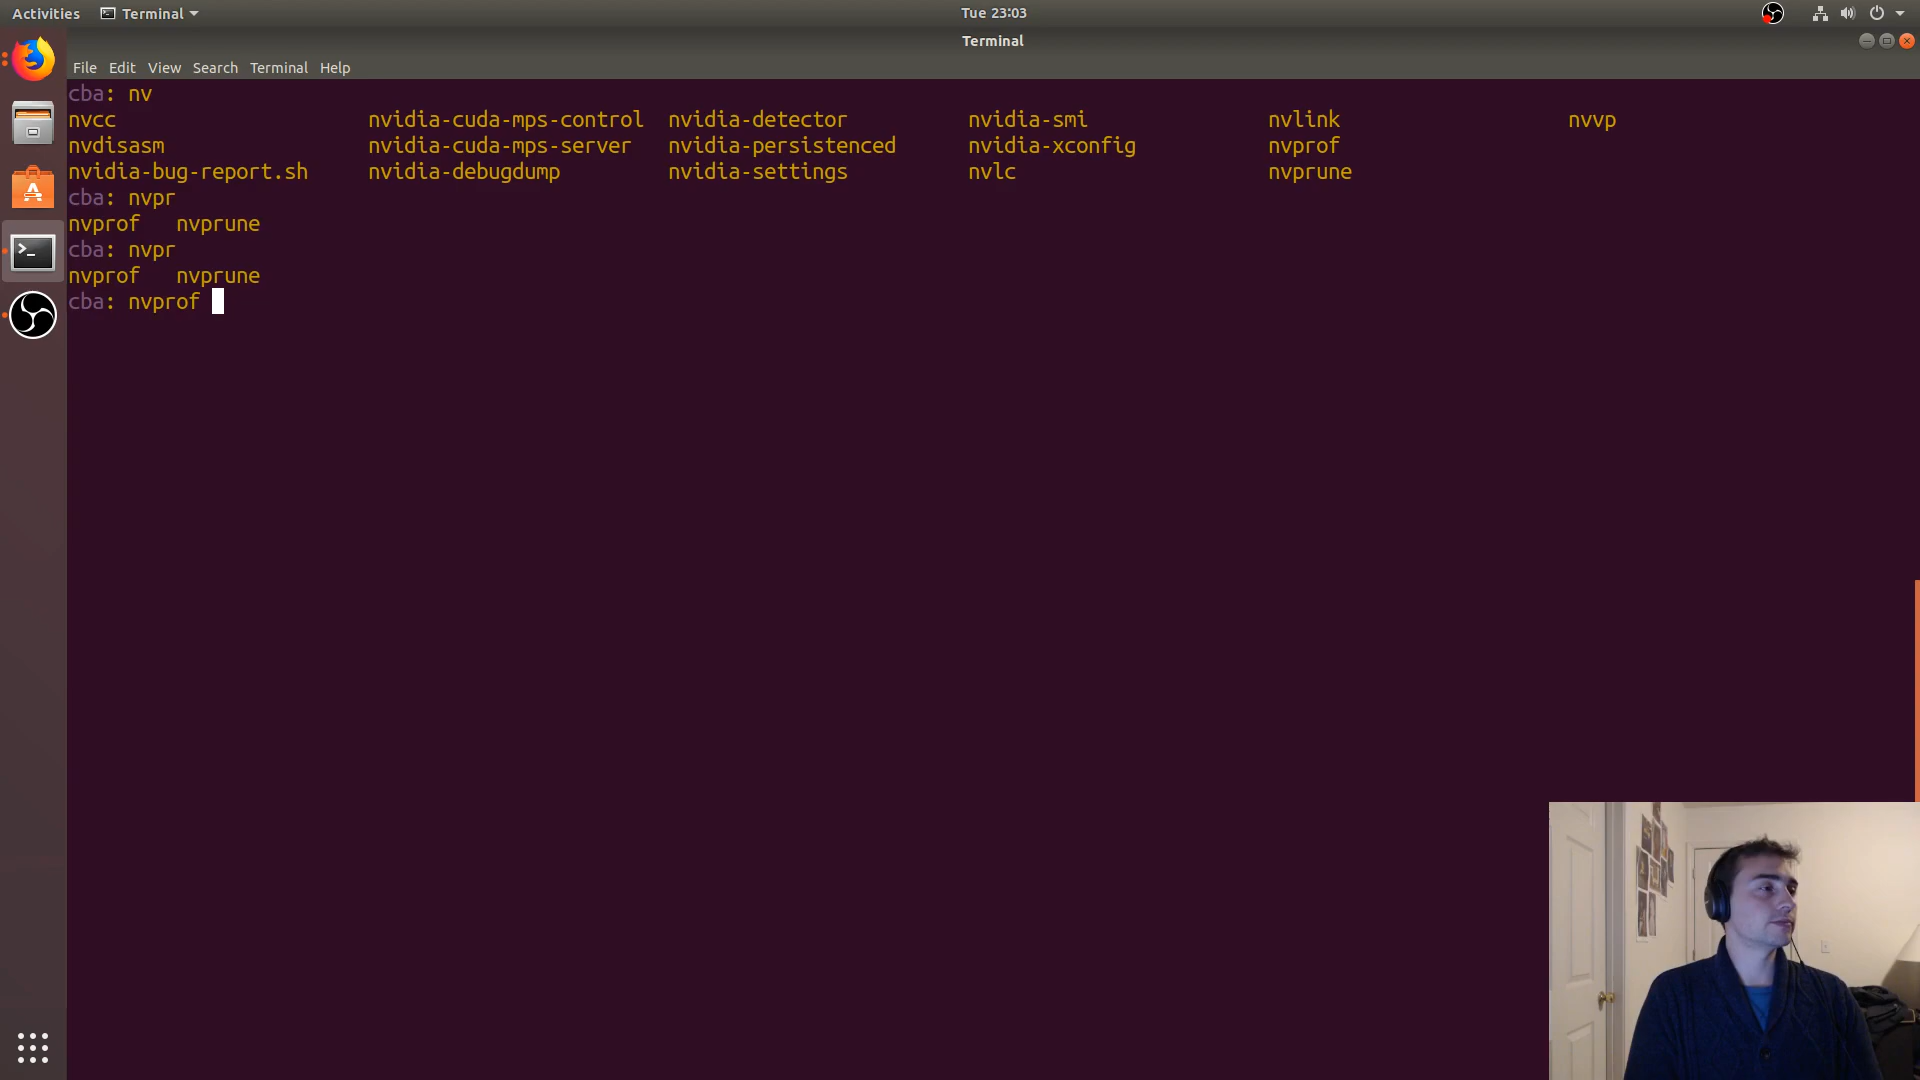 Activities Terminal Tue 23:03
Terminal
File Edit View Search Terminal Help
cba: nv
nvcc nvidia-cuda-mps-control nvidia-detector nvidia-smi nvlink nvvp
nvdisasm nvidia-cuda-mps-server nvidia-persistenced nvidia-xconfig nvprof
nvidia-bug-report.sh nvidia-debugdump nvidia-settings nvlc nvprune
cba: nvpr
nvprof nvprune
cba: nvpr
nvprof nvprune
cba: nvprof